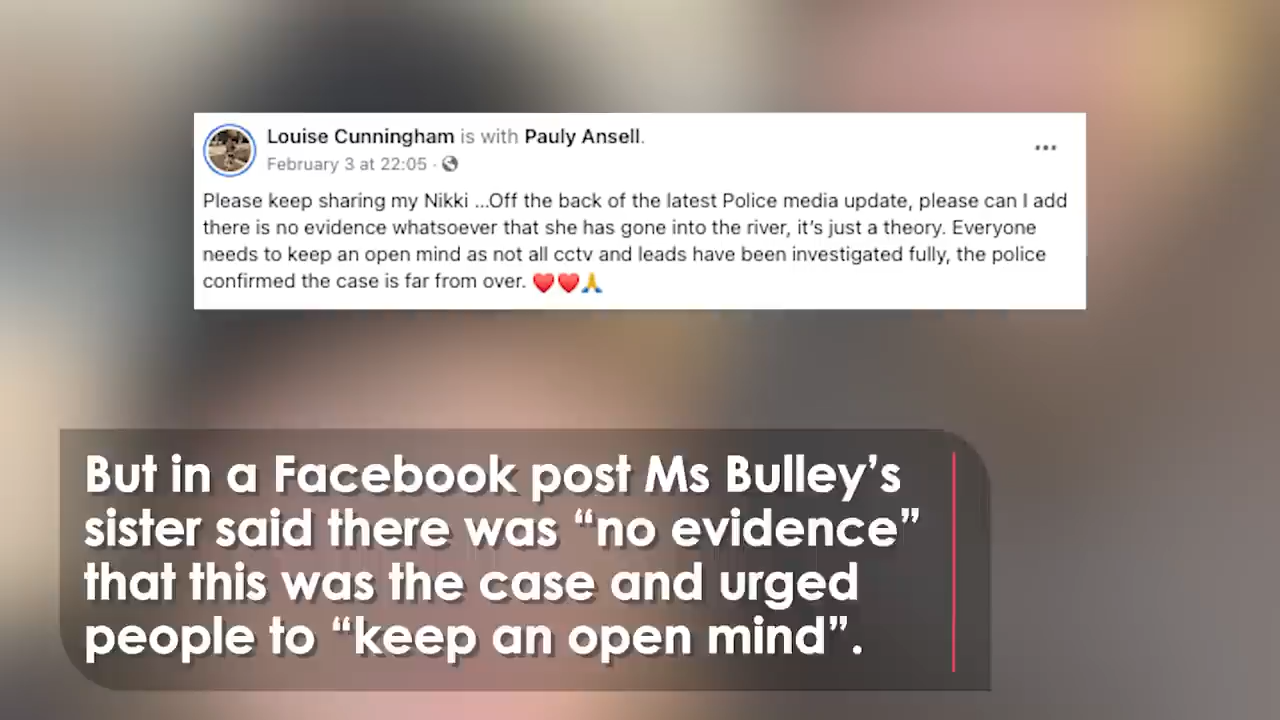 Louise Cunningham is with Pauly Ansell.
February 3 at 22:05 ·
Please keep sharing my Nikki ...Off the back of the latest Police media update, please can I add
there is no evidence whatsoever that she has gone into the river, it's just a theory. Everyone
needs to keep an open mind as not all cctv and leads have been investigated fully, the police
confirmed the case is far from over. ❤️❤️🙏
But in a Facebook post Ms Bulley’s
sister said there was “no evidence”
that this was the case and urged
people to “keep an open mind”.